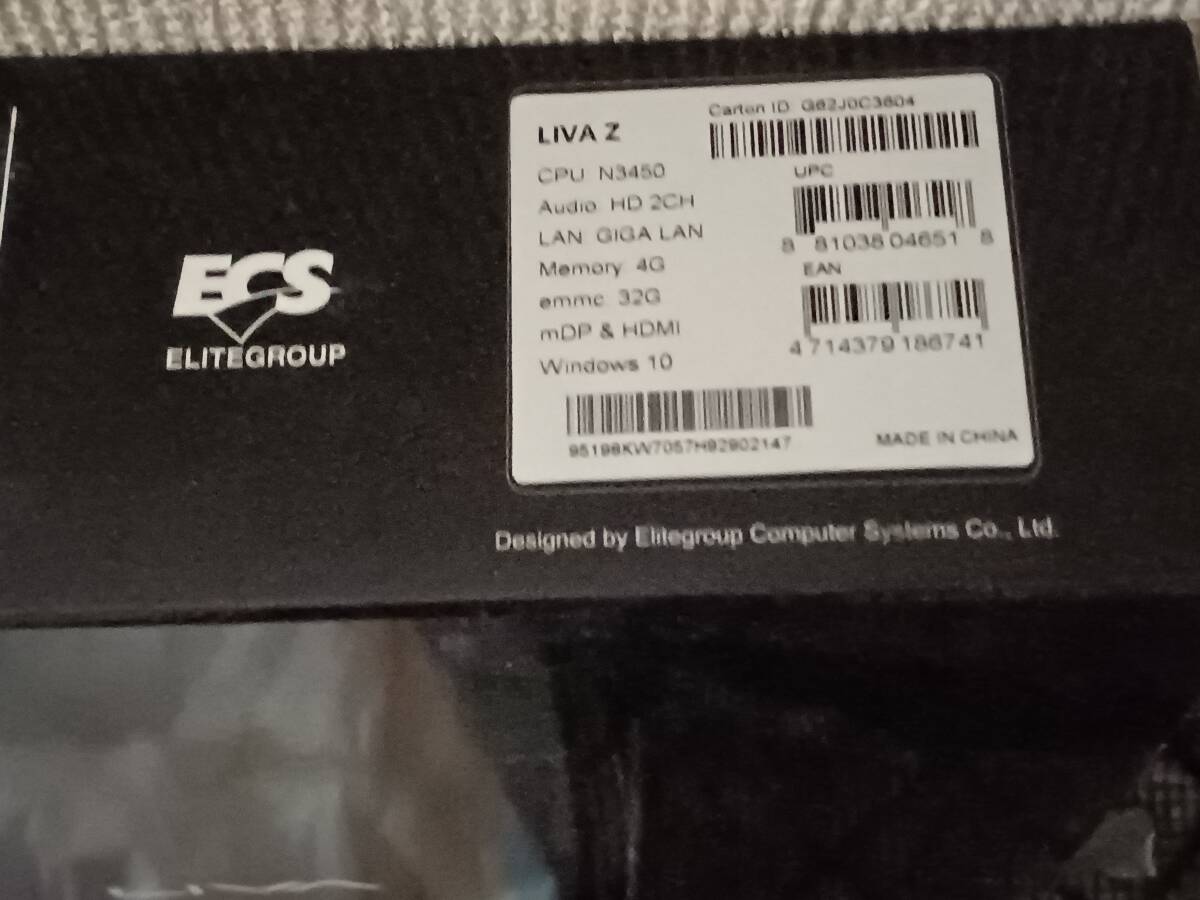 ECS
ELITEGROUP
LIVA Z
CPU N3450
Audio HD 2CH
LAN GIGA LAN
Memory 4G
emmc 32G
mDP & HDMI
Windows 10
95198KW7057H92902147
Carton ID G62J0C3604
UPC
8 81038 04651 8
EAN
4 714379 186741
MADE IN CHINA
Designed by Elitegroup Computer Systems Co., Ltd.